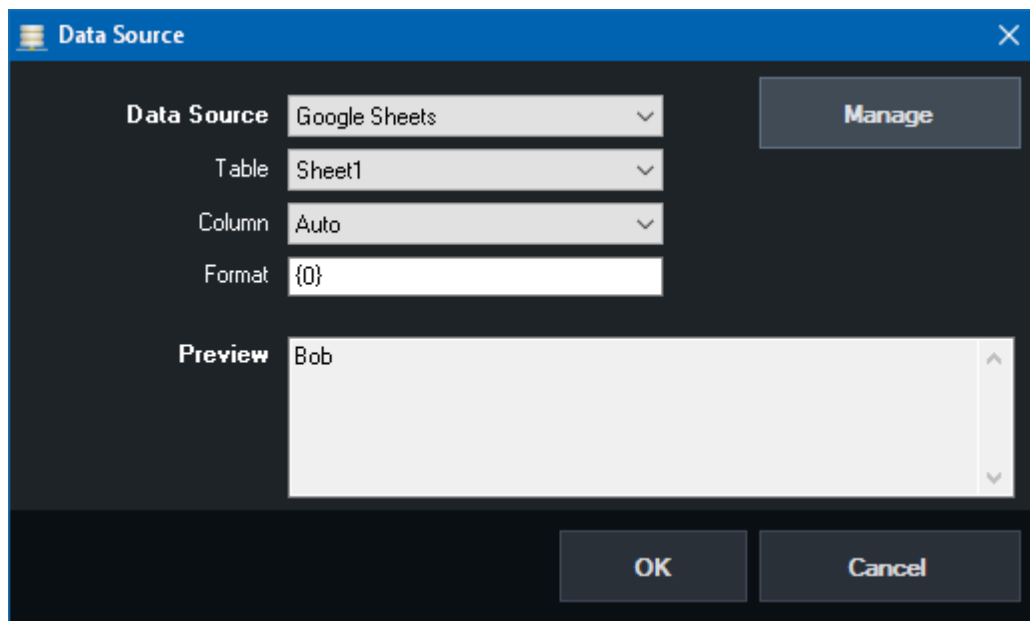 Data Source
Data Source Google Sheets Manage
Table Sheet1
Column Auto
Format {0}
Preview Bob
OK Cancel